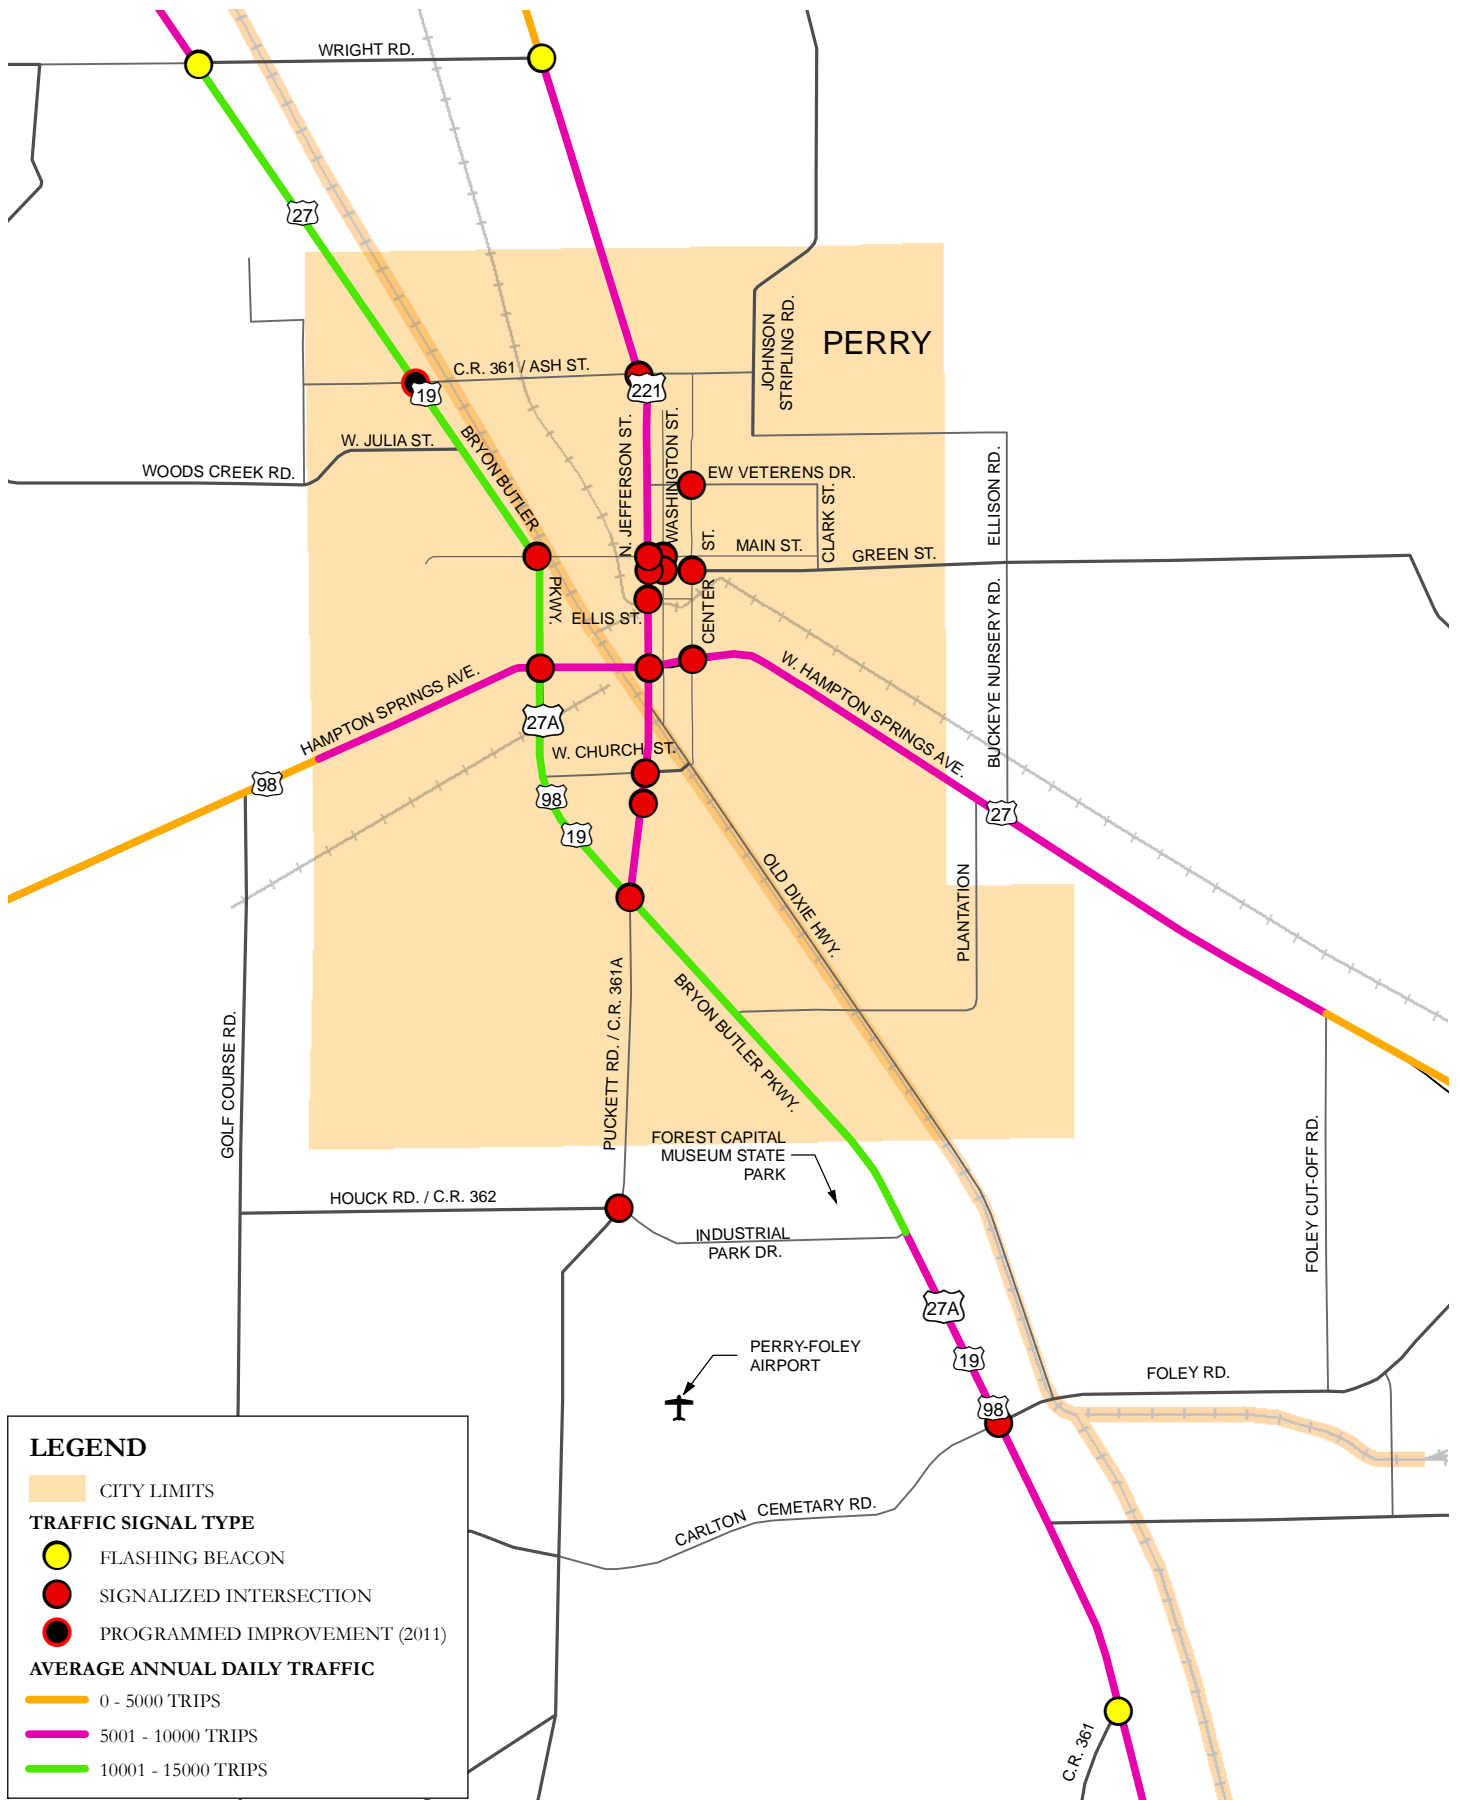 WRIGHT RD.
27
PERRY
JOHNSON
STRIPLING RD.
C.R. 361 / ASH ST.
19
221
W. JULIA ST.
WOODS CREEK RD.
BRYON BUTLER
PKWY.
N. JEFFERSON ST.
WASHINGTON ST.
EW VETERENS DR.
CLARK ST.
MAIN ST.
GREEN ST.
ELLISON RD.
CENTER
ST.
ELLIS ST.
BUCKEYE NURSERY RD.
HAMPTON SPRINGS AVE.
W. HAMPTON SPRINGS AVE.
27A
W. CHURCH ST.
98
98
19
27
OLD DIXIE HWY.
PLANTATION
PUCKETT RD. / C.R. 361A
BRYON BUTLER PKWY.
GOLF COURSE RD.
FOREST CAPITAL
MUSEUM STATE
PARK
FOLEY CUT-OFF RD.
HOUCK RD. / C.R. 362
INDUSTRIAL
PARK DR.
27A
PERRY-FOLEY
AIRPORT
19
FOLEY RD.
98
CARLTON CEMETARY RD.
C.R. 361
LEGEND
CITY LIMITS
TRAFFIC SIGNAL TYPE
FLASHING BEACON
SIGNALIZED INTERSECTION
PROGRAMMED IMPROVEMENT (2011)
AVERAGE ANNUAL DAILY TRAFFIC
0 - 5000 TRIPS
5001 - 10000 TRIPS
10001 - 15000 TRIPS